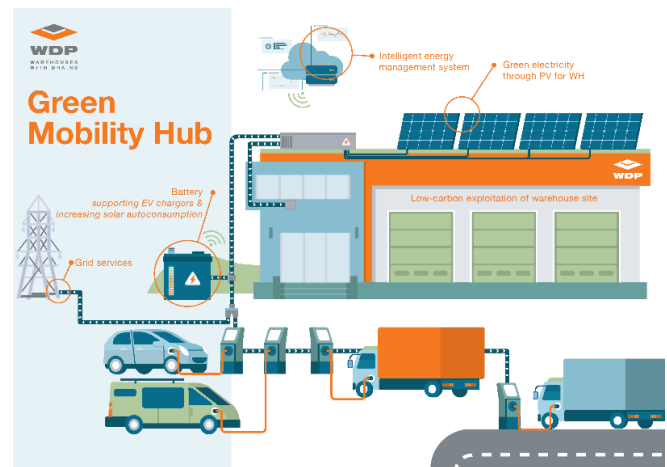 WDP
WAREHOUSES
WITH BRAINS
Green
Mobility Hub
Intelligent energy
management system
Green electricity
through PV for WH
Battery
supporting EV chargers &
increasing solar autoconsumption
Grid services
WDP
Low-carbon exploitation of warehouse site